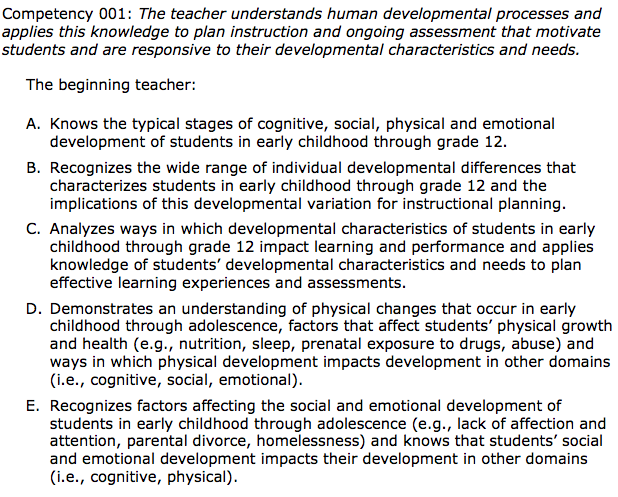 Competency 001: The teacher understands human developmental processes and
applies this knowledge to plan instruction and ongoing assessment that motivate
students and are responsive to their developmental characteristics and needs.
The beginning teacher:
A. Knows the typical stages of cognitive, social, physical and emotional
development of students in early childhood through grade 12.
B. Recognizes the wide range of individual developmental differences that
characterizes students in early childhood through grade 12 and the
implications of this developmental variation for instructional planning.
C. Analyzes ways in which developmental characteristics of students in early
childhood through grade 12 impact learning and performance and applies
knowledge of students’ developmental characteristics and needs to plan
effective learning experiences and assessments.
D. Demonstrates an understanding of physical changes that occur in early
childhood through adolescence, factors that affect students’ physical growth
and health (e.g., nutrition, sleep, prenatal exposure to drugs, abuse) and
ways in which physical development impacts development in other domains
(i.e., cognitive, social, emotional).
E. Recognizes factors affecting the social and emotional development of
students in early childhood through adolescence (e.g., lack of affection and
attention, parental divorce, homelessness) and knows that students’ social
and emotional development impacts their development in other domains
(i.e., cognitive, physical).